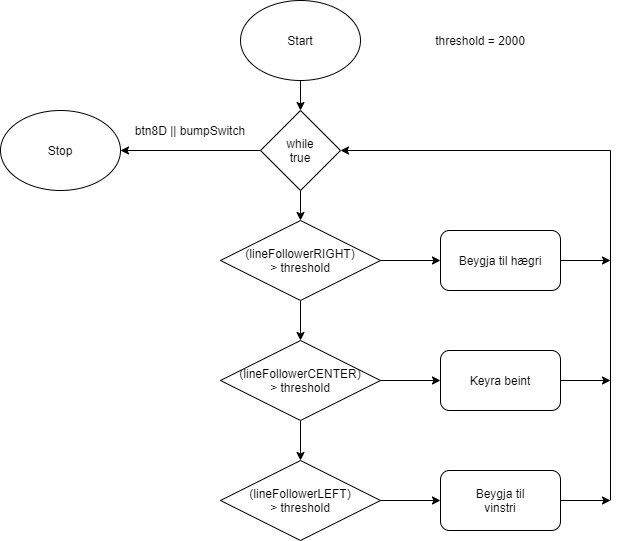 Start
threshold = 2000
btn8D || bumpSwitch
Stop
while
true
(lineFollowerRIGHT)
> threshold
Beygja til hægri
(lineFollowerCENTER)
> threshold
Keyra beint
(lineFollowerLEFT)
> threshold
Beygja til
vinstri